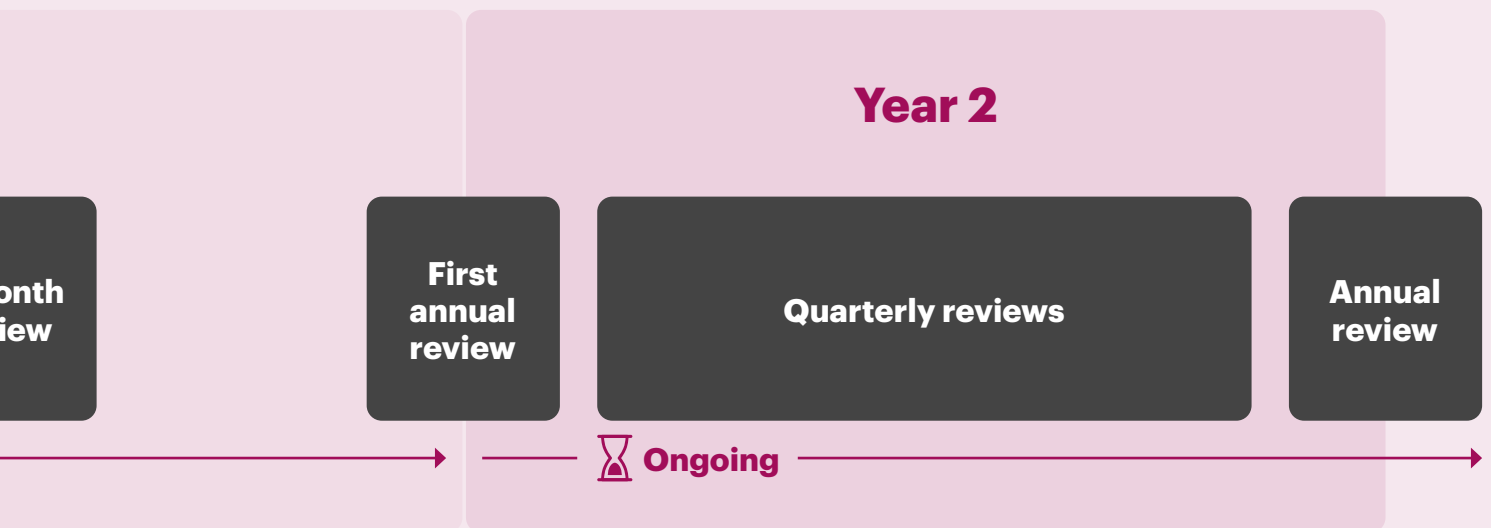 Year 2
First
annual
review
Quarterly reviews
Annual
review
Ongoing